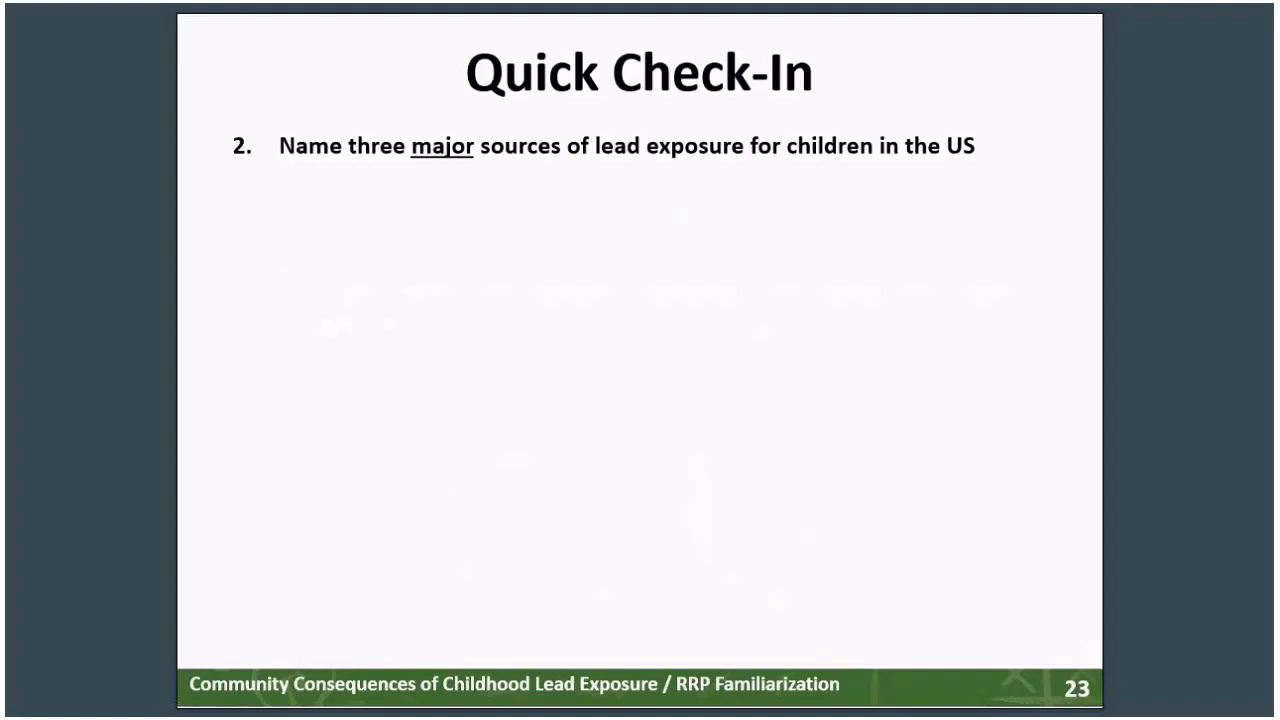 Quick Check-In
2. Name three major sources of lead exposure for children in the US
Community Consequences of Childhood Lead Exposure / RRP Familiarization
23